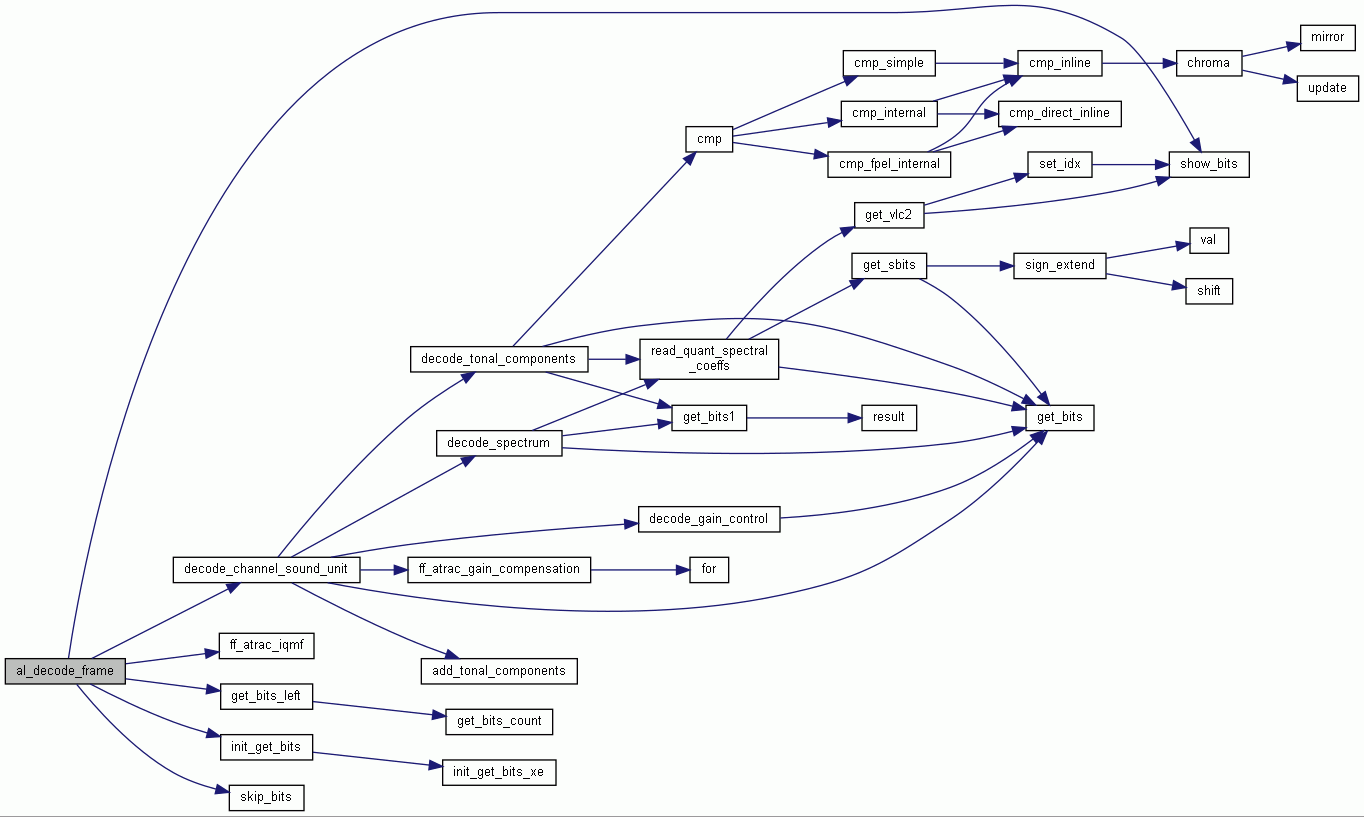 mirror
cmp_simple
cmp_inline
chroma
update
cmp_internal
cmp_direct_inline
cmp
cmp_fpel_internal
set_idx
show_bits
get_vlc2
val
get_sbits
sign_extend
shift
decode_tonal_components
read_quant_spectral
_coeffs
get_bits1
result
get_bits
decode_spectrum
decode_gain_control
decode_channel_sound_unit
ff_atrac_gain_compensation
for
ff_atrac_iqmf
al_decode_frame
add_tonal_components
get_bits_left
get_bits_count
init_get_bits
init_get_bits_xe
skip_bits